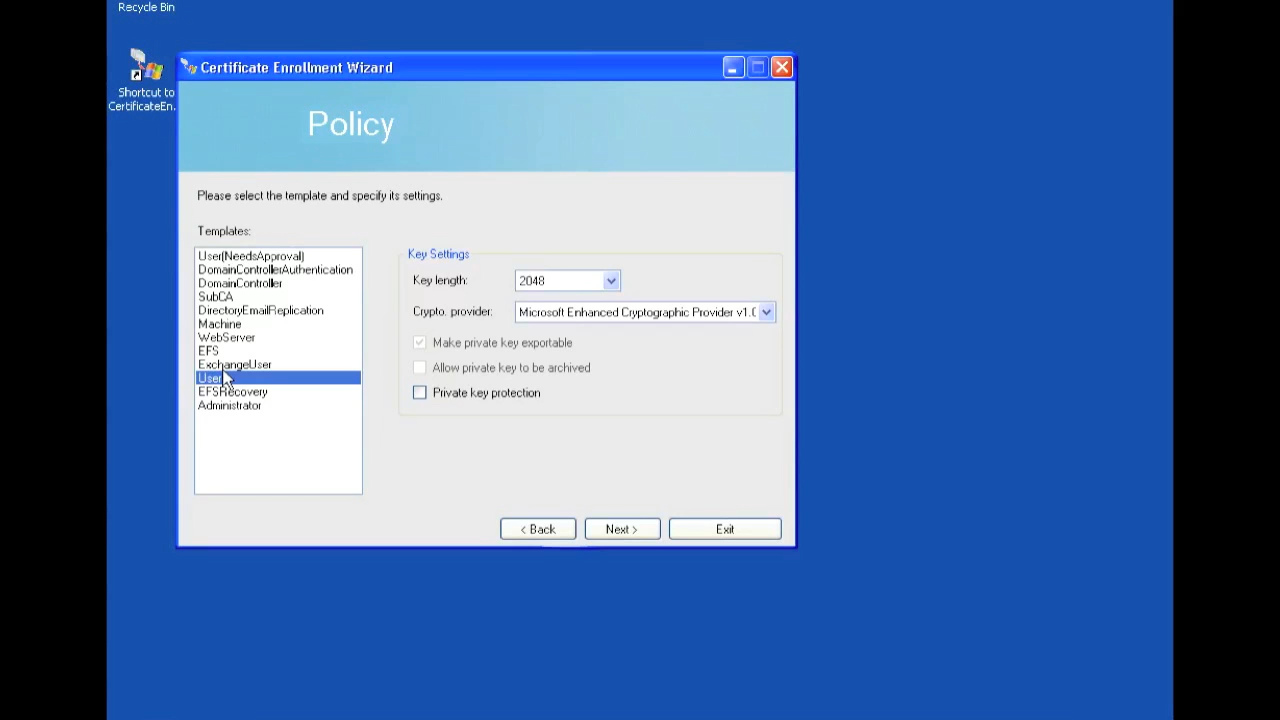 Recycle Bin
Shortcut to
CertificateEn.
Certificate Enrollment Wizard
Policy
Please select the template and specify its settings.
Templates:
User(NeedsApproval)
DomainControllerAuthentication
DomainController
SubCA
DirectoryEmailReplication
Machine
WebServer
EFS
ExchangeUser
User
EFSRecovery
Administrator
Key Settings
Key length:
2048
Crypto. provider:
Microsoft Enhanced Cryptographic Provider v1.0
Make private key exportable
Allow private key to be archived
Private key protection
< Back
Next >
Exit